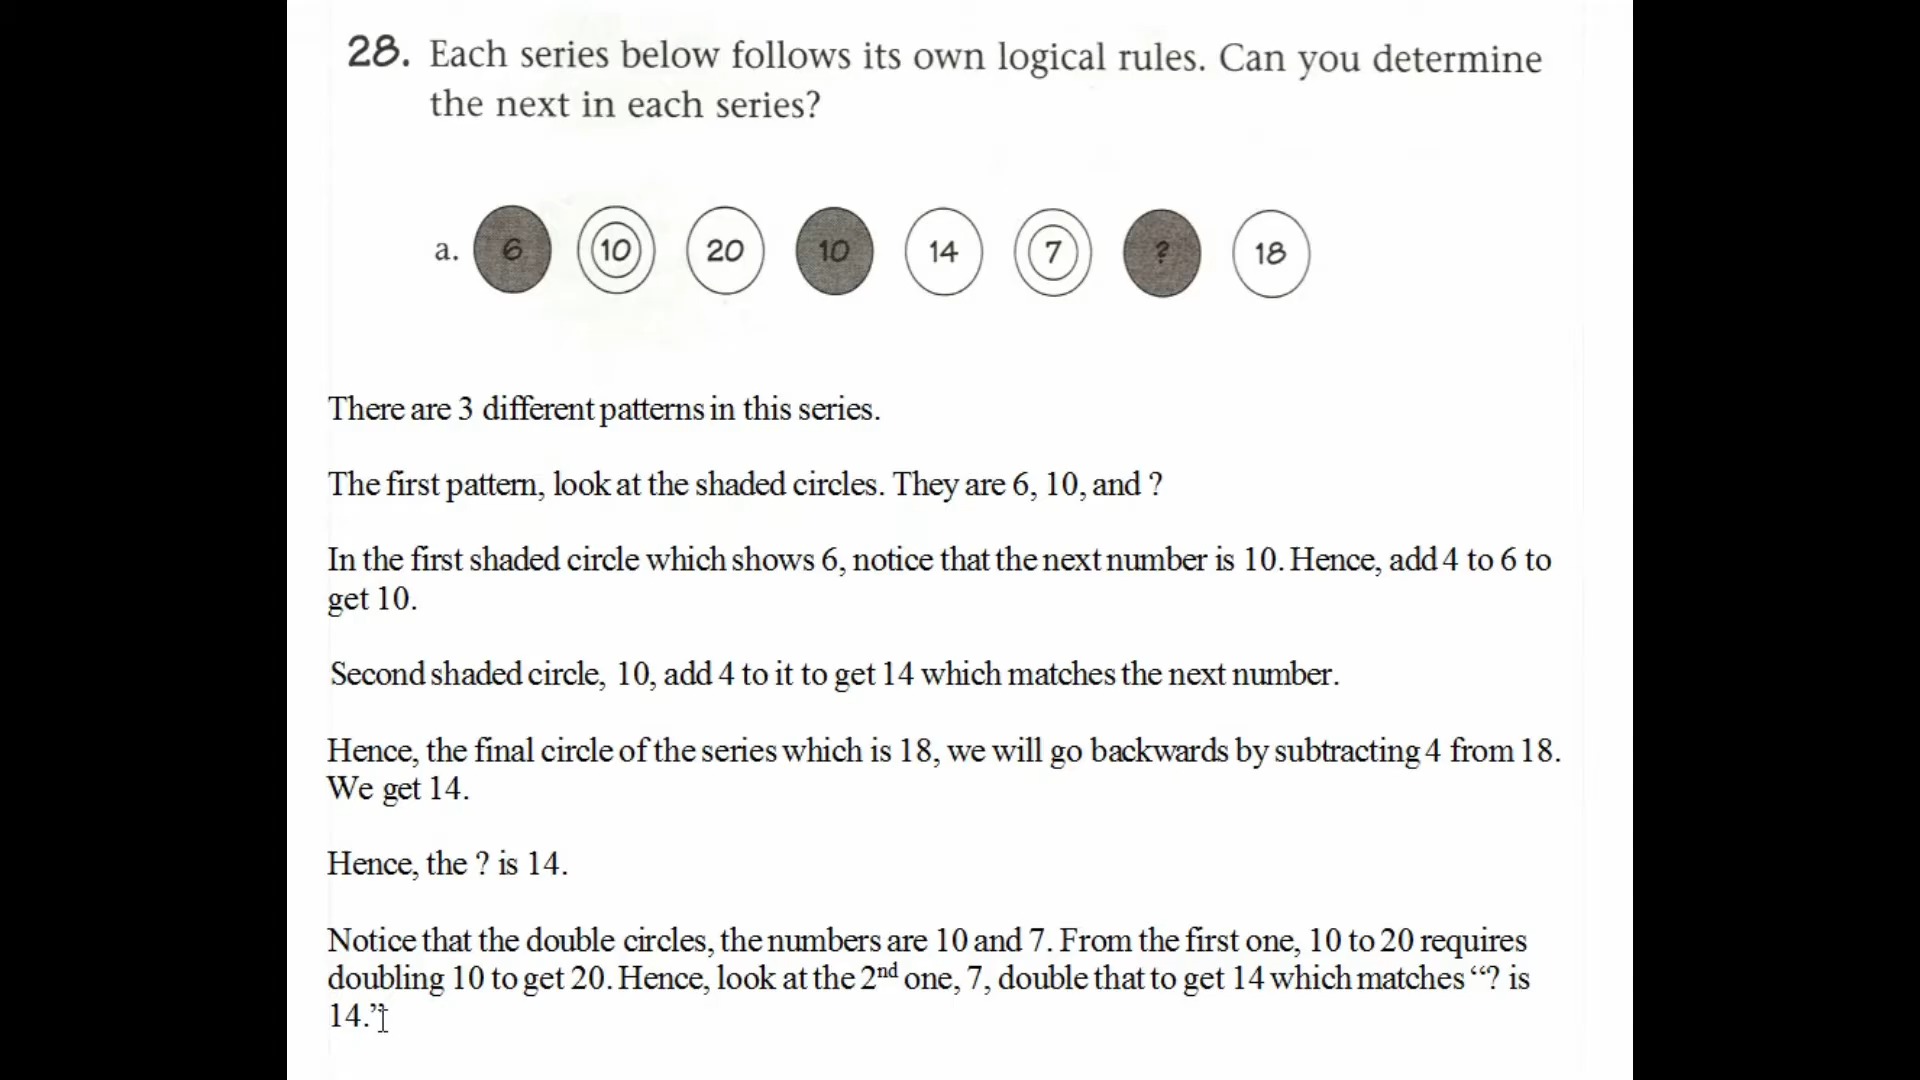 28. Each series below follows its own logical rules. Can you determine
the next in each series?
a. 6 10 20 10 14 7 ? 18
There are 3 different patterns in this series.
The first pattern, look at the shaded circles. They are 6, 10, and ?
In the first shaded circle which shows 6, notice that the next number is 10. Hence, add 4 to 6 to
get 10.
Second shaded circle, 10, add 4 to it to get 14 which matches the next number.
Hence, the final circle of the series which is 18, we will go backwards by subtracting 4 from 18.
We get 14.
Hence, the ? is 14.
Notice that the double circles, the numbers are 10 and 7. From the first one, 10 to 20 requires
doubling 10 to get 20. Hence, look at the 2nd one, 7, double that to get 14 which matches “? is
14.”